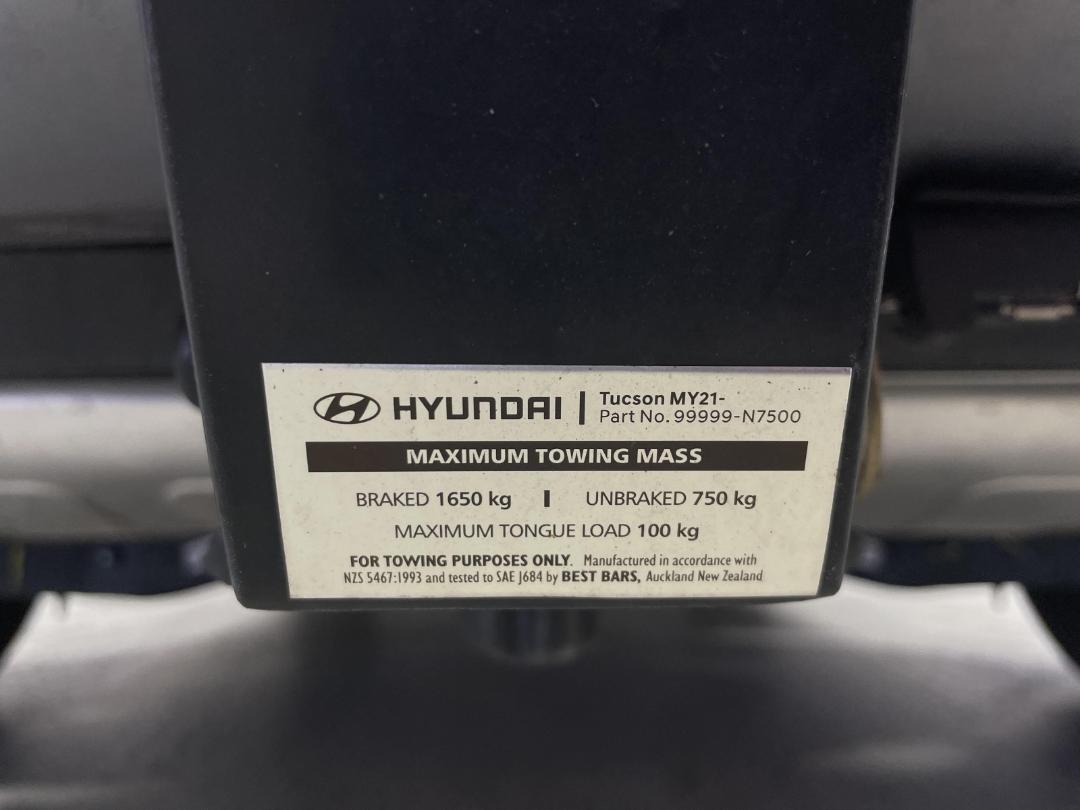 HYUNDAI | Tucson MY21-
Part No. 99999-N7500
MAXIMUM TOWING MASS
BRAKED 1650 kg | UNBRAKED 750 kg
MAXIMUM TONGUE LOAD 100 kg
FOR TOWING PURPOSES ONLY. Manufactured in accordance with
NZS 5467:1993 and tested to SAE J684 by BEST BARS, Auckland New Zealand